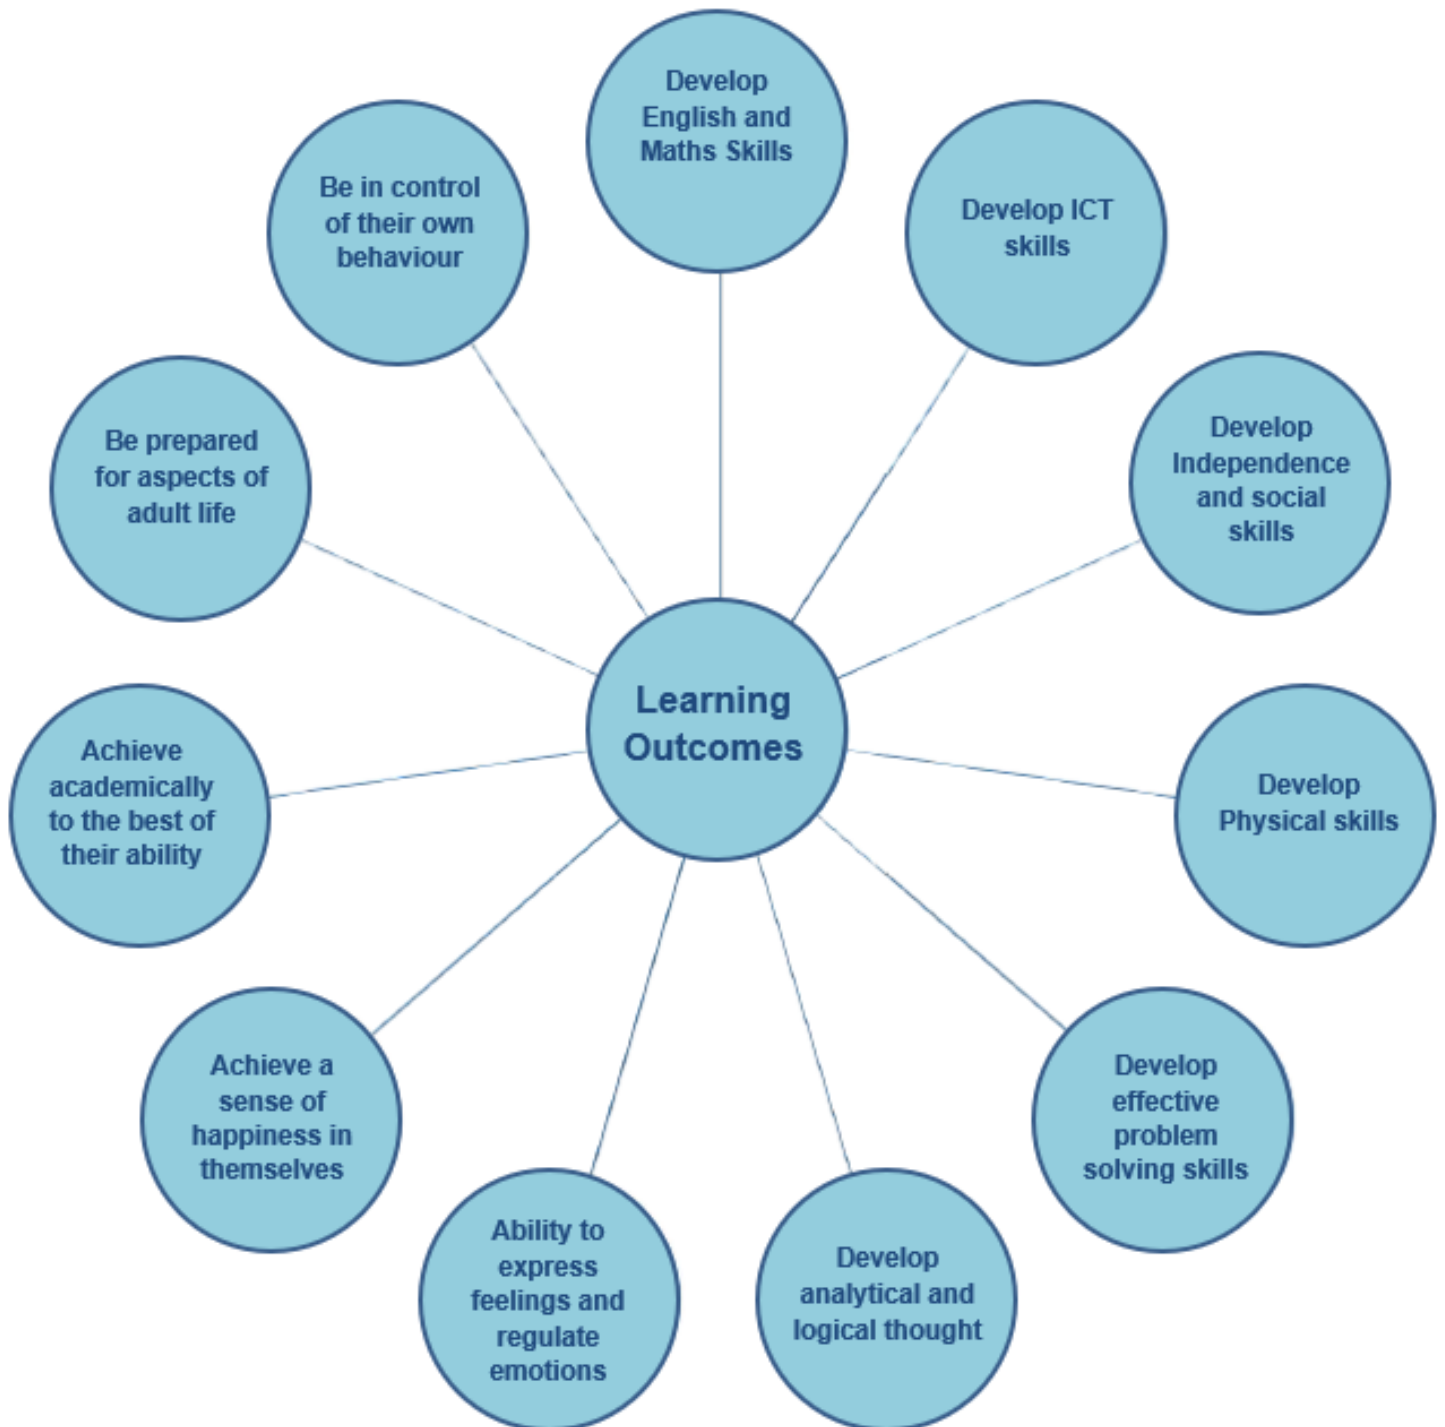 Develop
English and
Maths Skills
Develop ICT
skills
Develop
Independence
and social
skills
Develop
Physical skills
Develop
effective
problem
solving skills
Develop
analytical and
logical thought
Ability to
express
feelings and
regulate
emotions
Achieve a
sense of
happiness in
themselves
Achieve
academically
to the best of
their ability
Be prepared
for aspects of
adult life
Be in control
of their own
behaviour
Learning
Outcomes